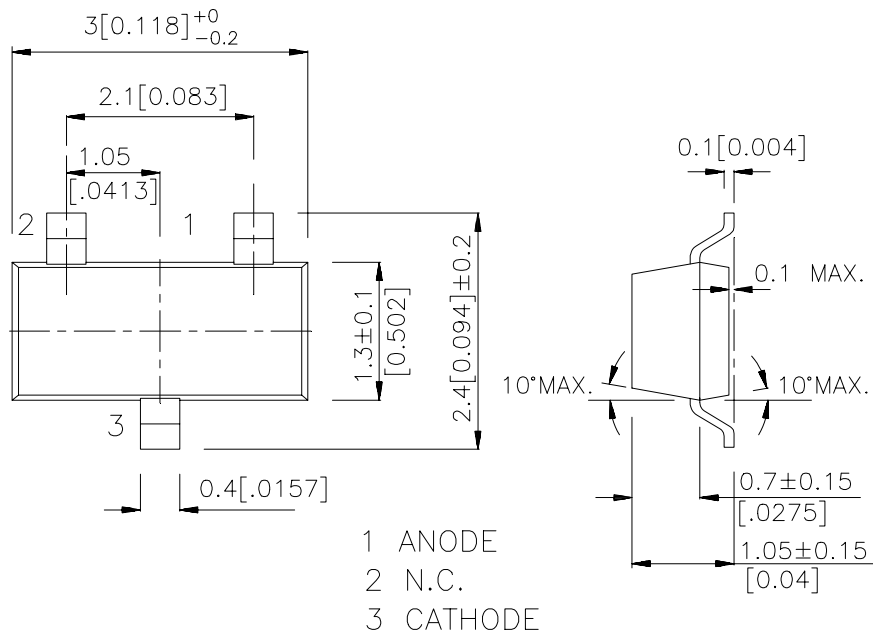 3[0.118]+0
-0.2
2.1[0.083]
1.05
[.0413]
0.1[0.004]
2
1
0.1 MAX.
1.3±0.1
[0.502]
2.4[0.094]±0.2
10°MAX.
10°MAX.
3
0.4[.0157]
0.7±0.15
[.0275]
1.05±0.15
[0.04]
1 ANODE
2 N.C.
3 CATHODE